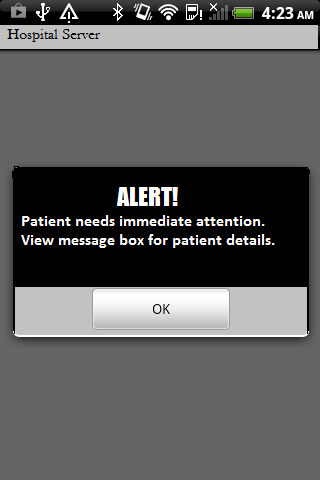 4:23 AM
Hospital Server
ALERT!
Patient needs immediate attention.
View message box for patient details.
OK